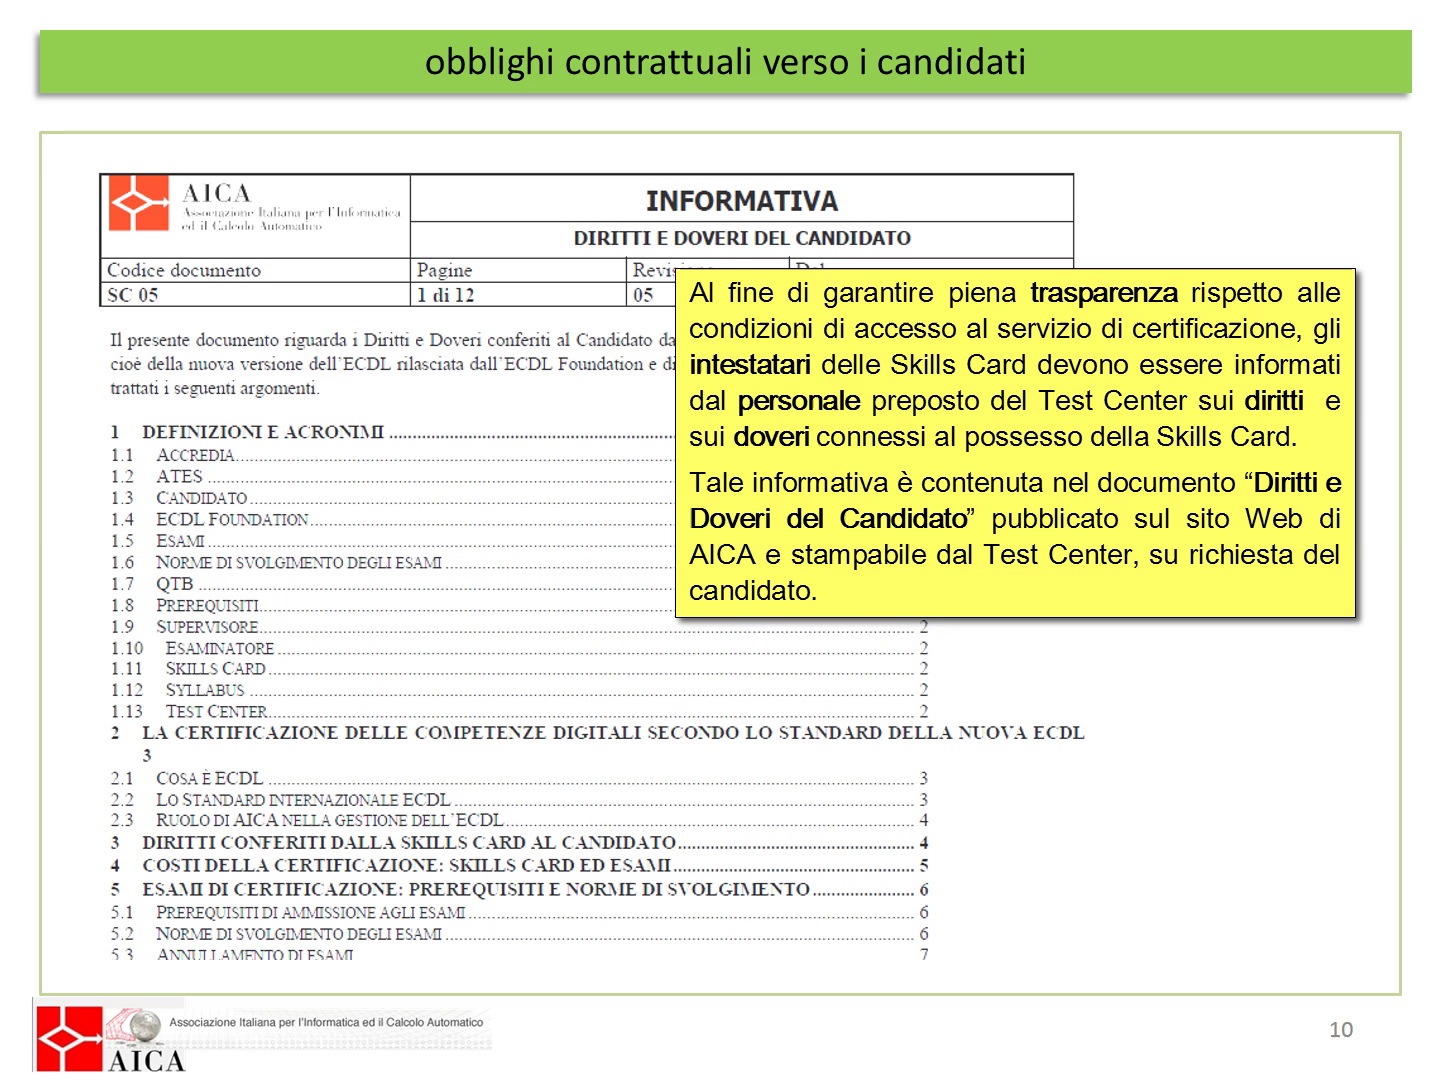 obblighi contrattuali verso i candidati
AICA
Associazione Italiana per l'Informatica
ed il Calcolo Automatico
INFORMATIVA
DIRITTI E DOVERI DEL CANDIDATO
Codice documento Pagine
SC 05 1 di 12 05
Il presente documento riguarda i Diritti e Doveri conferiti al Candidato
cioè della nuova versione dell'ECDL rilasciata dall'ECDL Foundation e
trattati i seguenti argomenti.
Al fine di garantire piena trasparenza rispetto alle
condizioni di accesso al servizio di certificazione, gli
intestatari delle Skills Card devono essere informati
dal personale preposto del Test Center sui diritti e
sui doveri connessi al possesso della Skills Card.
Tale informativa è contenuta nel documento “Diritti e
Doveri del Candidato” pubblicato sul sito Web di
AICA e stampabile dal Test Center, su richiesta del
candidato.
1 DEFINIZIONI E ACRONIMI
1.1 ACCREDIA
1.2 ATES
1.3 CANDIDATO
1.4 ECDL FOUNDATION
1.5 ESAMI
1.6 NORME DI SVOLGIMENTO DEGLI ESAMI
1.7 QTB
1.8 PREREQUISITI
1.9 SUPERVISORE 2
1.10 ESAMINATORE 2
1.11 SKILLS CARD 2
1.12 SYLLABUS 2
1.13 TEST CENTER 2
2 LA CERTIFICAZIONE DELLE COMPETENZE DIGITALI SECONDO LO STANDARD DELLA NUOVA ECDL
3
2.1 COSA È ECDL 3
2.2 LO STANDARD INTERNAZIONALE ECDL 3
2.3 RUOLO DI AICA NELLA GESTIONE DELL'ECDL 4
3 DIRITTI CONFERITI DALLA SKILLS CARD AL CANDIDATO 4
4 COSTI DELLA CERTIFICAZIONE: SKILLS CARD ED ESAMI 5
5 ESAMI DI CERTIFICAZIONE: PREREQUISITI E NORME DI SVOLGIMENTO 6
5.1 PREREQUISITI DI AMMISSIONE AGLI ESAMI 6
5.2 NORME DI SVOLGIMENTO DEGLI ESAMI 6
5.3 ANNULLAMENTO DI ESAMI 7
Associazione Italiana per l'Informatica ed il Calcolo Automatico
AICA
10